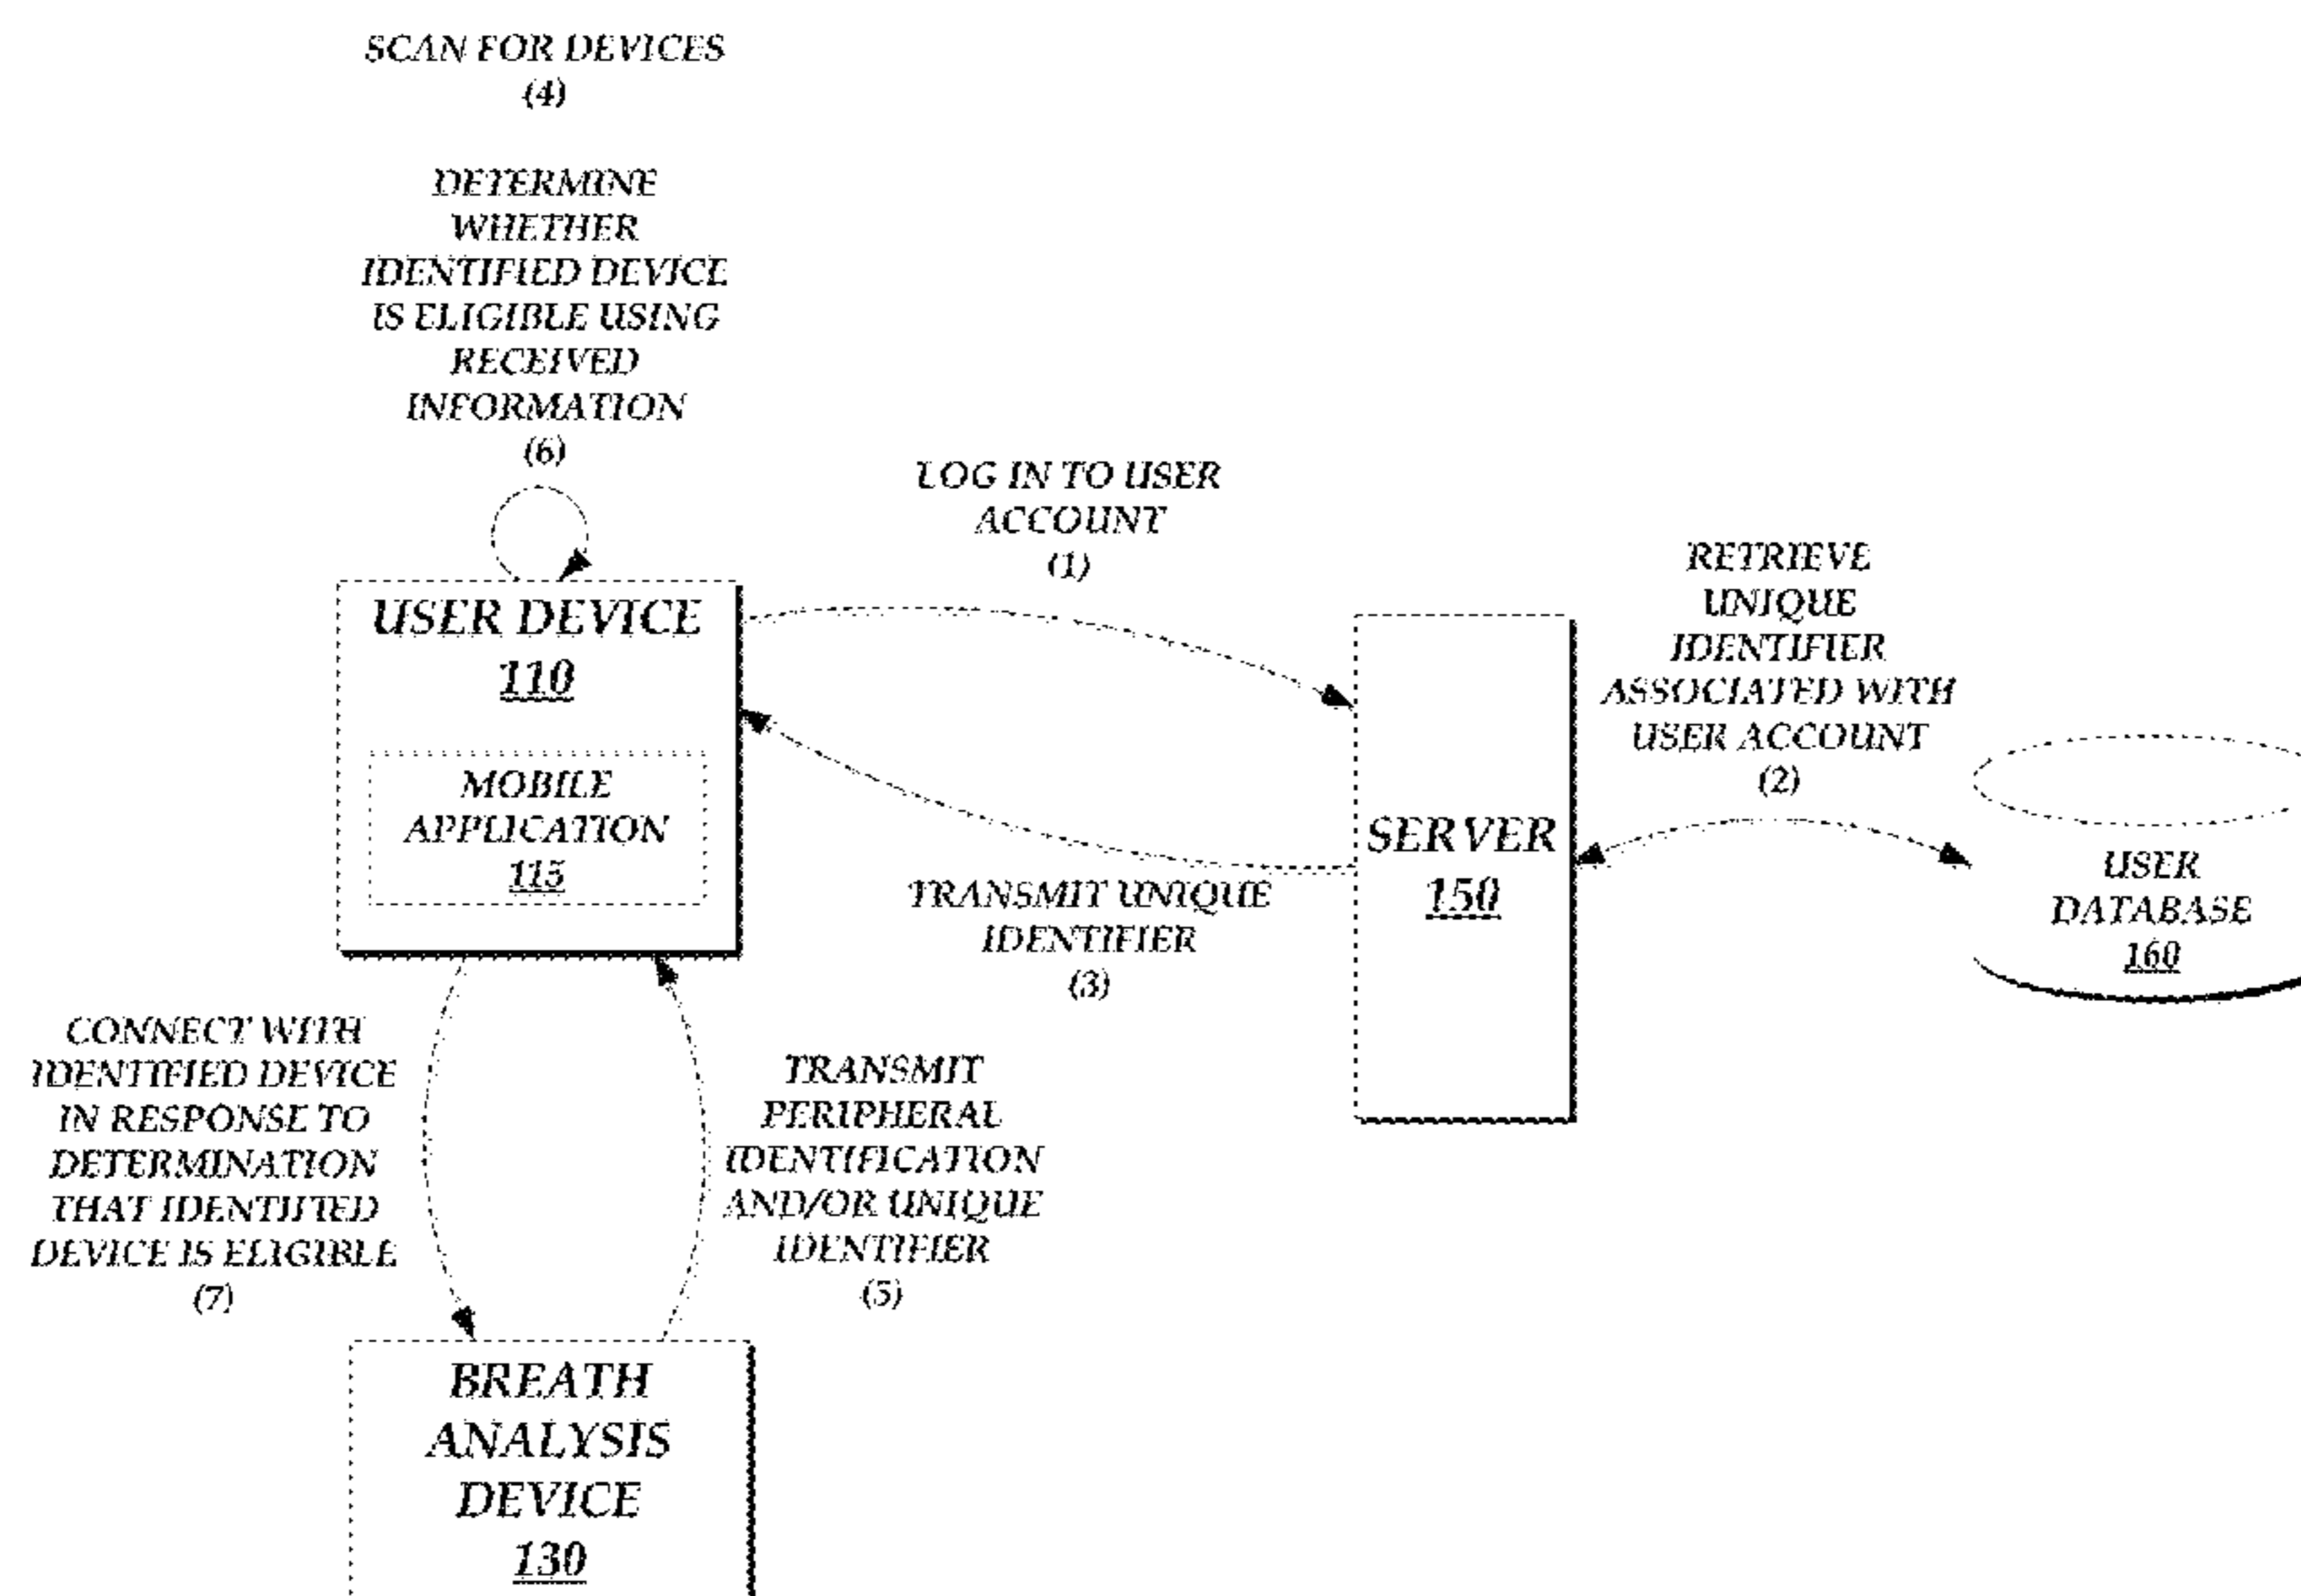 SCAN FOR DEVICES
(4)
DETERMINE
WHETHER
IDENTIFIED DEVICE
IS ELIGIBLE USING
RECEIVED
INFORMATION
(6)
LOG IN TO USER
ACCOUNT
(1)
RETRIEVE
UNIQUE
IDENTIFIER
ASSOCIATED WITH
USER ACCOUNT
(2)
USER DEVICE
110
MOBILE
APPLICATION
115
SERVER
150
USER
DATABASE
160
TRANSMIT UNIQUE
IDENTIFIER
(3)
CONNECT WITH
IDENTIFIED DEVICE
IN RESPONSE TO
DETERMINATION
THAT IDENTIFIED
DEVICE IS ELIGIBLE
(7)
TRANSMIT
PERIPHERAL
IDENTIFICATION
AND/OR UNIQUE
IDENTIFIER
(5)
BREATH
ANALYSIS
DEVICE
130